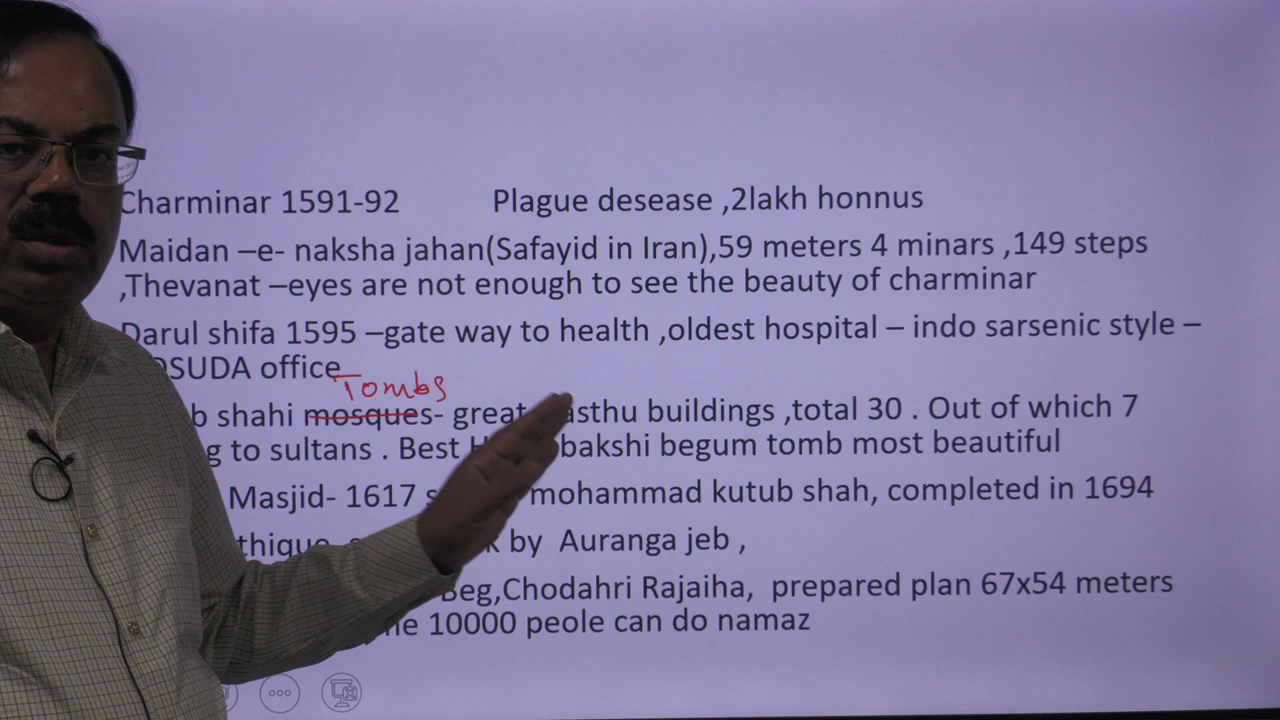 Charminar 1591-92 Plague desease ,2lakh honnus
Maidan –e- naksha jahan(Safayid in Iran),59 meters 4 minars ,149 steps
,Thevanat –eyes are not enough to see the beauty of charminar
Darul shifa 1595 –gate way to health ,oldest hospital – indo sarsenic style –
SUDA office
Tombs
b shahi mosques- great asthu buildings ,total 30 . Out of which 7
g to sultans . Best bakshi begum tomb most beautiful
Masjid- 1617 mohammad kutub shah, completed in 1694
by Auranga jeb ,
Beg,Chodahri Rajaiha, prepared plan 67x54 meters
10000 peole can do namaz